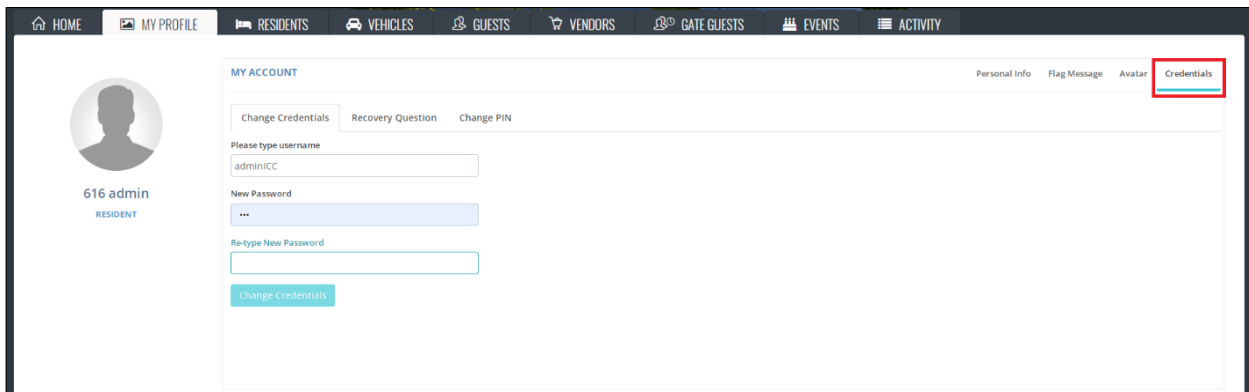 HOME MY PROFILE RESIDENTS VEHICLES GUESTS VENDORS GATE GUESTS EVENTS ACTIVITY
MY ACCOUNT Personal Info Flag Message Avatar Credentials
Change Credentials Recovery Question Change PIN
Please type username
adminICC
616 admin
New Password
RESIDENT
•••
Re-type New Password
Change Credentials